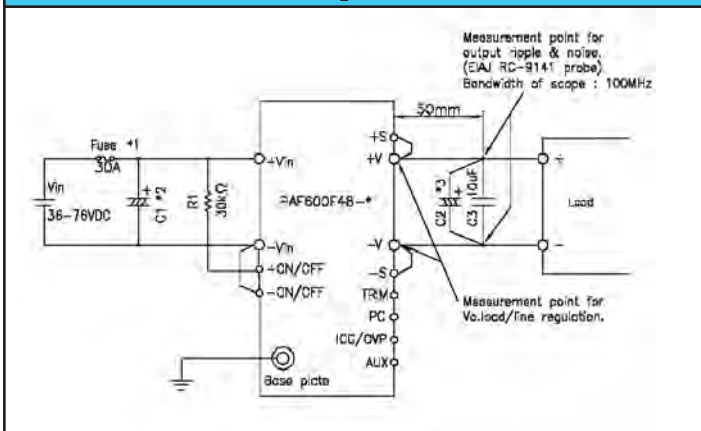 Measurement point for
output ripple & noise.
(EIAJ RC-9141 probe)
Bandwidth of scope : 100MHz
50mm
Fuse *1
30A
Vin
36-76VDC
C1 *2
R1
30kΩ
+Vin
-Vin
+ON/OFF
-ON/OFF
PAF600F48-*
+S
+V
-V
-S
TRIM
PC
IOG/OVP
AUX
C2
*3
C3
10uF
+
Load
-
Measurement point for
Vo,load/line regulation.
Base plate